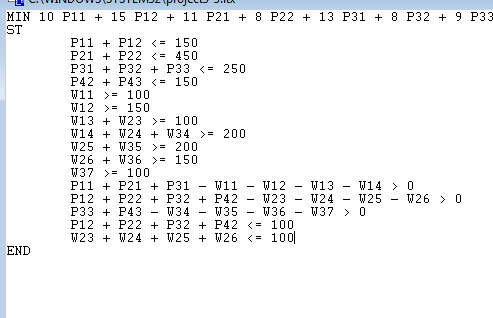 C:\WINDOWS\SYSTEM32\projects-3.ltx
MIN 10 P11 + 15 P12 + 11 P21 + 8 P22 + 13 P31 + 8 P32 + 9 P33
ST
P11 + P12 <= 150
P21 + P22 <= 450
P31 + P32 + P33 <= 250
P42 + P43 <= 150
W11 >= 100
W12 >= 150
W13 + W23 >= 100
W14 + W24 + W34 >= 200
W25 + W35 >= 200
W26 + W36 >= 150
W37 >= 100
P11 + P21 + P31 - W11 - W12 - W13 - W14 > 0
P12 + P22 + P32 + P42 - W23 - W24 - W25 - W26 > 0
P33 + P43 - W34 - W35 - W36 - W37 > 0
P12 + P22 + P32 + P42 <= 100
W23 + W24 + W25 + W26 <= 100
END